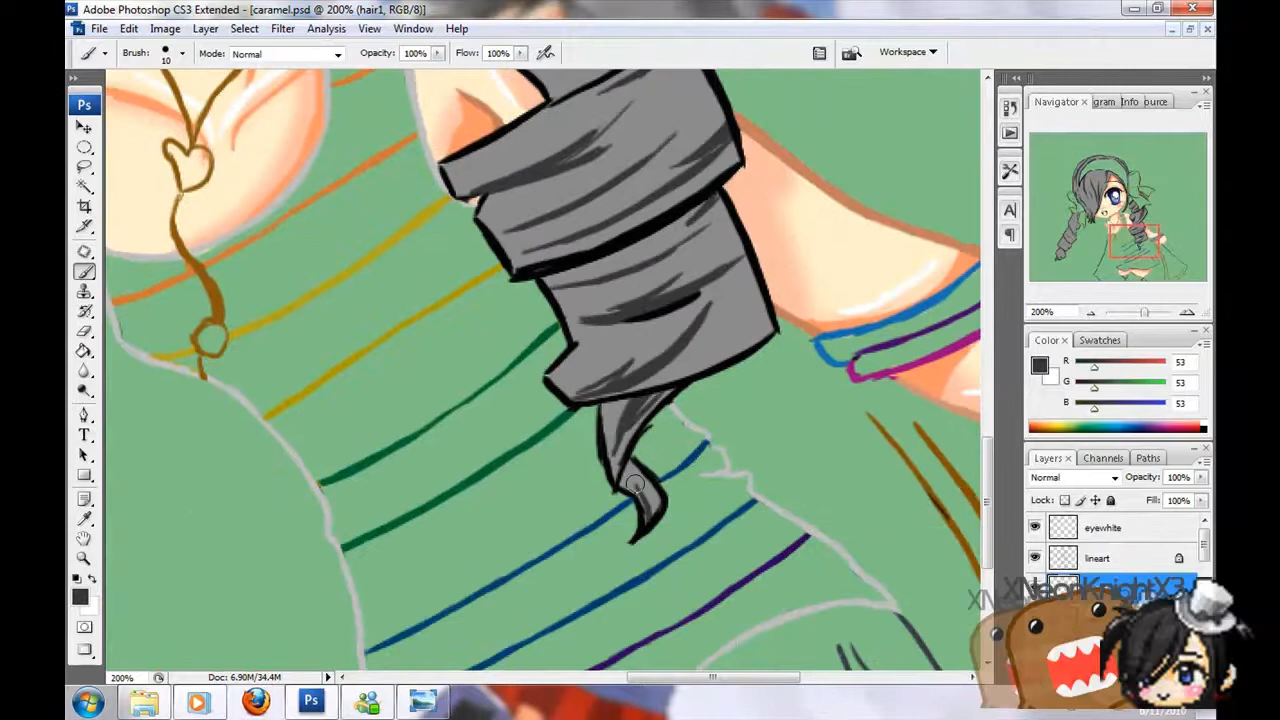 Adobe Photoshop CS3 Extended - [caramel.psd @ 200% (hair1, RGB/8)]
File Edit Image Layer Select Filter Analysis View Window Help
Brush: 10 Mode: Normal Opacity: 100% Flow: 100% Workspace
Ps
Navigator gram Info ource
200%
Color Swatches
R 53
G 53
B 53
Layers Channels Paths
Normal Opacity: 100%
Lock: Fill: 100%
eyewhite
lineart
XNeonKnightX3
200% Doc: 6.90M/34.4M
Ps